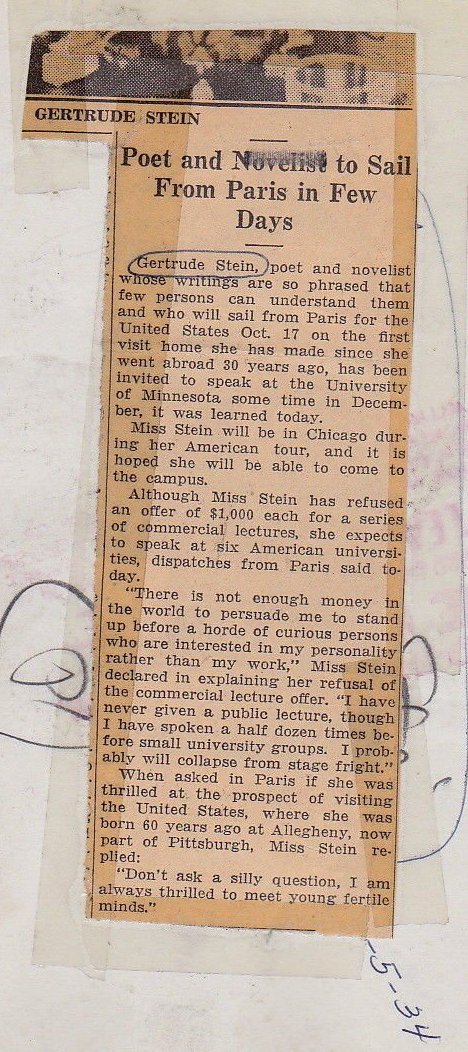 GERTRUDE STEIN
Poet and Novelist to Sail
From Paris in Few
Days
Gertrude Stein, poet and novelist
whose writings are so phrased that
few persons can understand them
and who will sail from Paris for the
United States Oct. 17 on the first
visit home she has made since she
went abroad 30 years ago, has been
invited to speak at the University
of Minnesota some time in Decem-
ber, it was learned today.
Miss Stein will be in Chicago dur-
ing her American tour, and it is
hoped she will be able to come to
the campus.
Although Miss Stein has refused
an offer of $1,000 each for a series
of commercial lectures, she expects
to speak at six American universi-
ties, dispatches from Paris said to-
day.
"There is not enough money in
the world to persuade me to stand
up before a horde of curious persons
who are interested in my personality
rather than my work," Miss Stein
declared in explaining her refusal of
the commercial lecture offer. "I have
never given a public lecture, though
I have spoken a half dozen times be-
fore small university groups. I prob-
ably will collapse from stage fright."
When asked in Paris if she was
thrilled at the prospect of visiting
the United States, where she was
born 60 years ago at Allegheny, now
part of Pittsburgh, Miss Stein re-
plied:
"Don't ask a silly question, I am
always thrilled to meet young fertile
minds."
-5-34